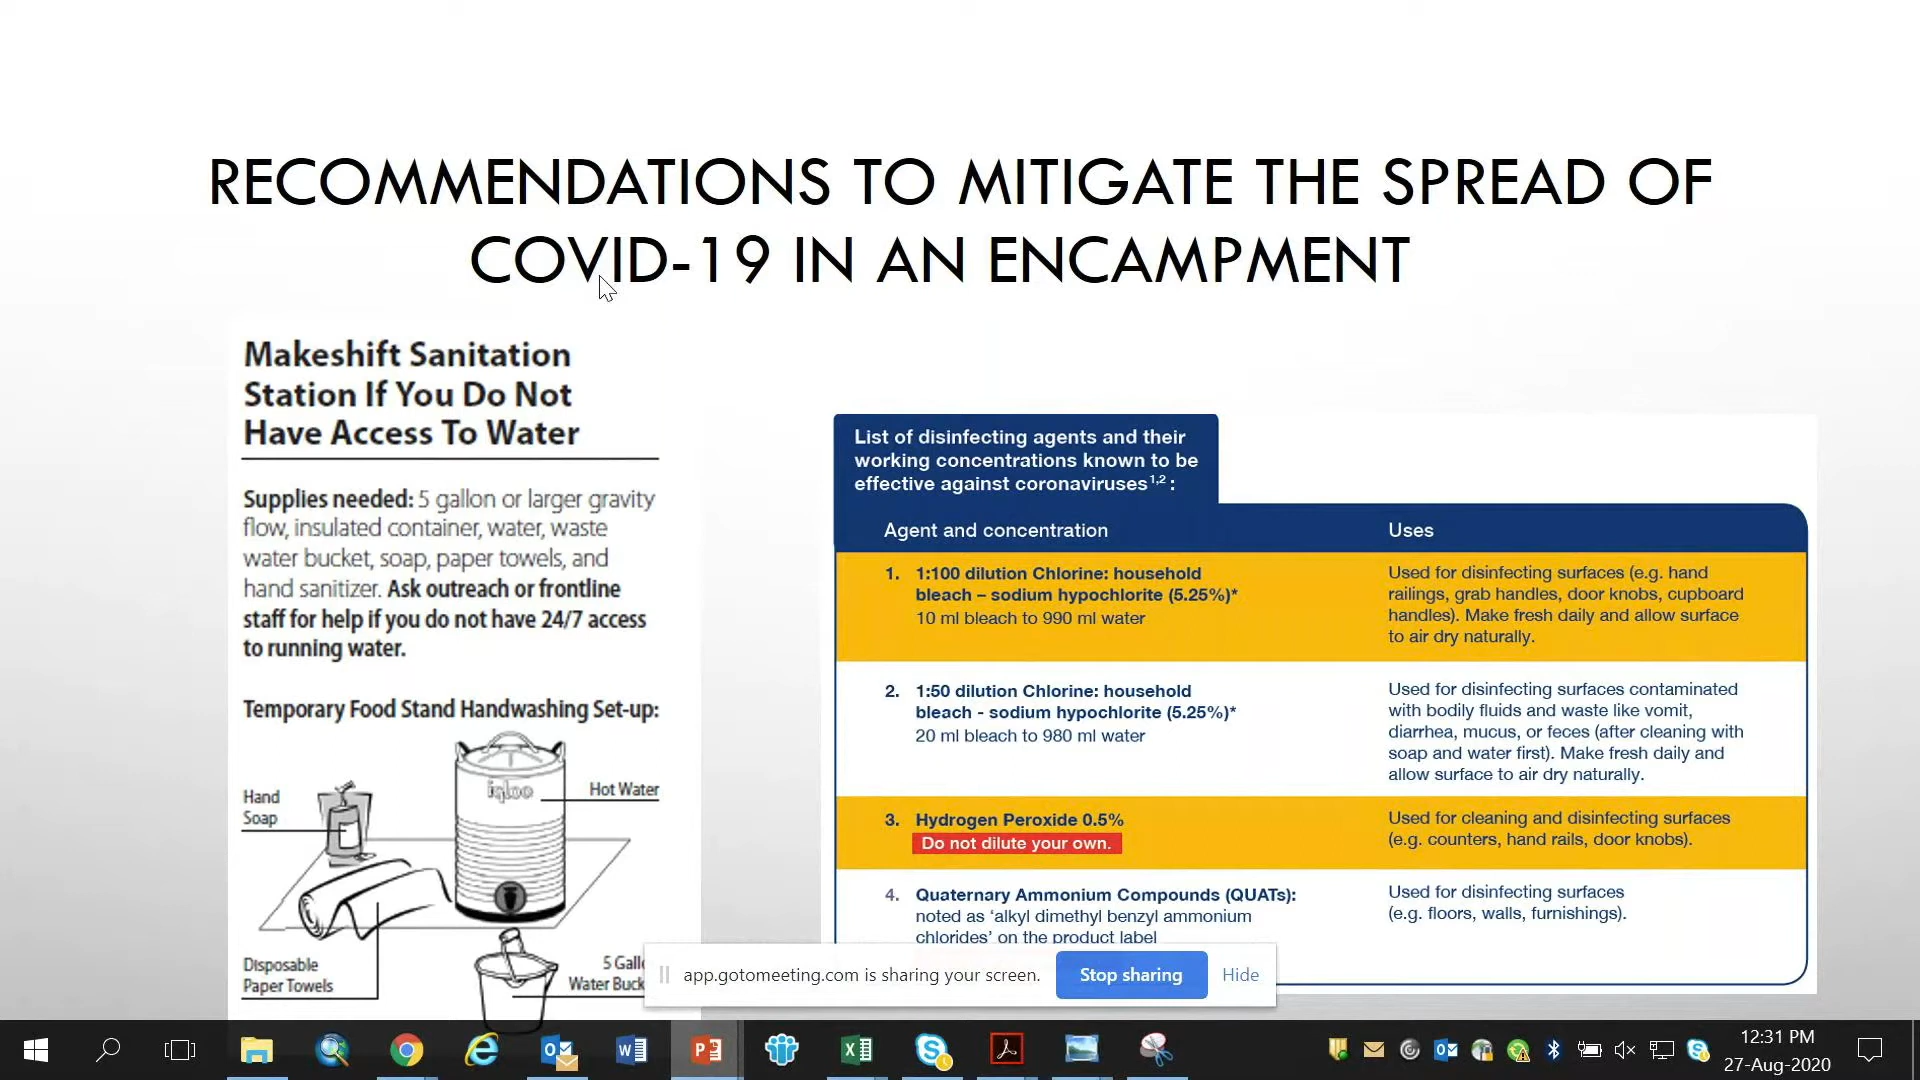 RECOMMENDATIONS TO MITIGATE THE SPREAD OF
COVID-19 IN AN ENCAMPMENT
Makeshift Sanitation
Station If You Do Not
Have Access To Water
Supplies needed: 5 gallon or larger gravity
flow, insulated container, water, waste
water bucket, soap, paper towels, and
hand sanitizer. Ask outreach or frontline
staff for help if you do not have 24/7 access
to running water.
Temporary Food Stand Handwashing Set-up:
igloo
Hot Water
Hand
Soap
Disposable
Paper Towels
5
Water
List of disinfecting agents and their
working concentrations known to be
effective against coronaviruses1,2 :
Agent and concentration
Uses
1. 1:100 dilution Chlorine: household
bleach – sodium hypochlorite (5.25%)*
10 ml bleach to 990 ml water
Used for disinfecting surfaces (e.g. hand
railings, grab handles, door knobs, cupboard
handles). Make fresh daily and allow surface
to air dry naturally.
2. 1:50 dilution Chlorine: household
bleach - sodium hypochlorite (5.25%)*
20 ml bleach to 980 ml water
Used for disinfecting surfaces contaminated
with bodily fluids and waste like vomit,
diarrhea, mucus, or feces (after cleaning with
soap and water first). Make fresh daily and
allow surface to air dry naturally.
3. Hydrogen Peroxide 0.5%
Do not dilute your own.
Used for cleaning and disinfecting surfaces
(e.g. counters, hand rails, door knobs).
4. Quaternary Ammonium Compounds (QUATs):
noted as ‘alkyl dimethyl benzyl ammonium
chlorides’ on the product label
Used for disinfecting surfaces
(e.g. floors, walls, furnishings).
app.gotomeeting.com is sharing your screen.
Stop sharing
Hide
12:31 PM
27-Aug-2020